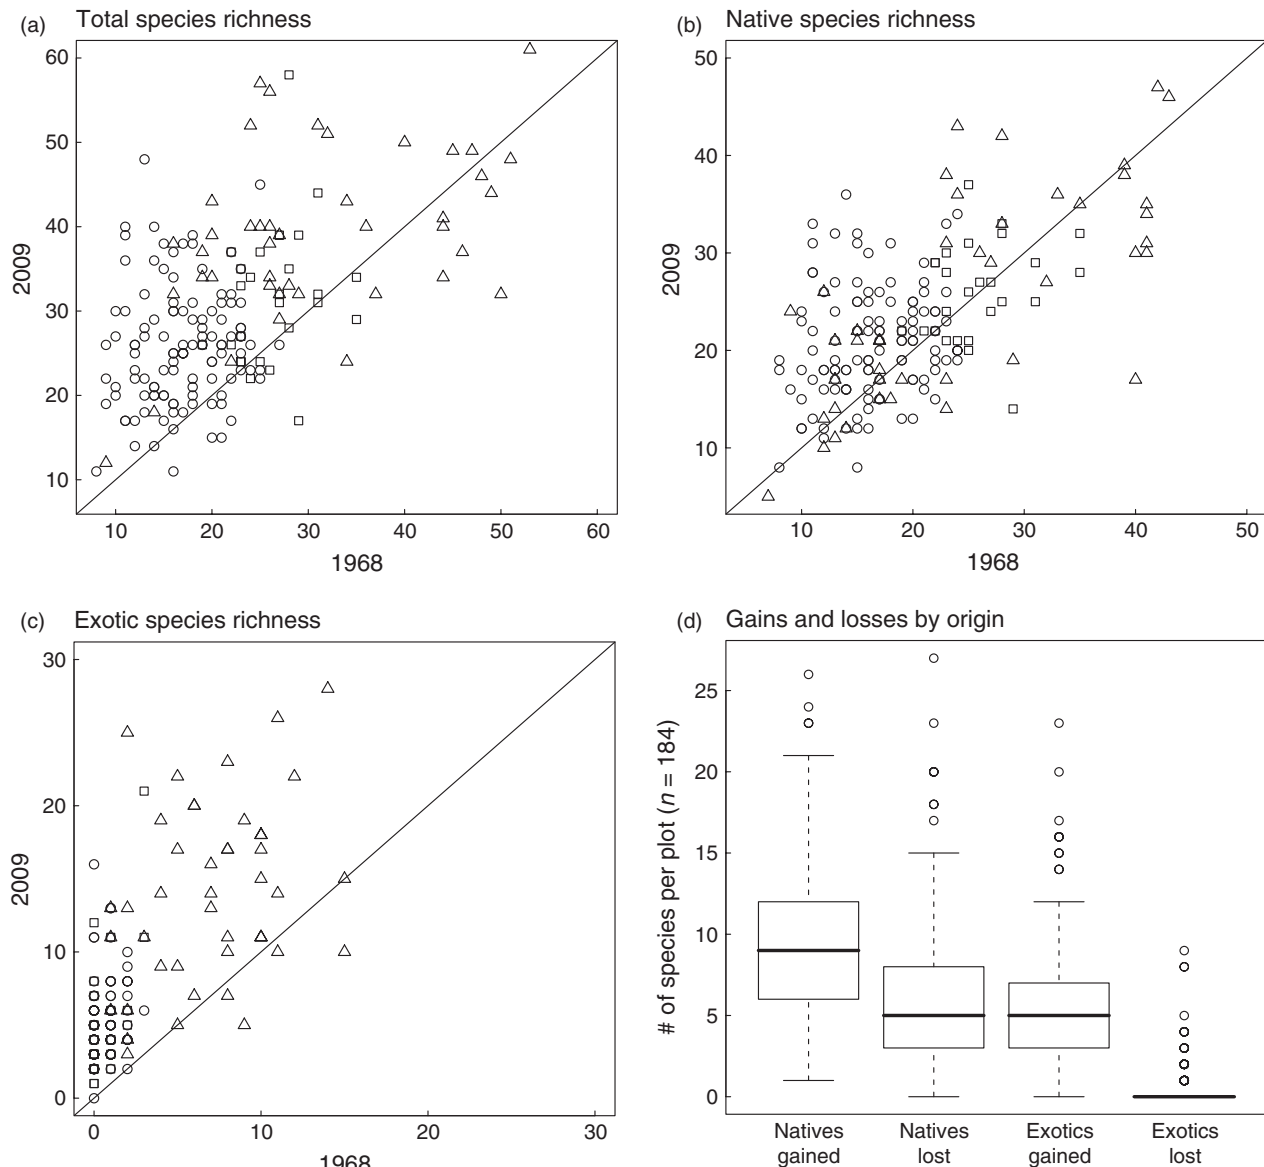 (a) Total species richness
60
50
40
30
20
10
2009
10 20 30 40 50 60
1968
(b) Native species richness
50
40
30
20
10
2009
10 20 30 40 50
1968
(c) Exotic species richness
30
20
10
0
2009
0 10 20 30
1968
(d) Gains and losses by origin
25
20
15
10
5
0
# of species per plot (n = 184)
Natives Natives Exotics Exotics
gained lost gained lost